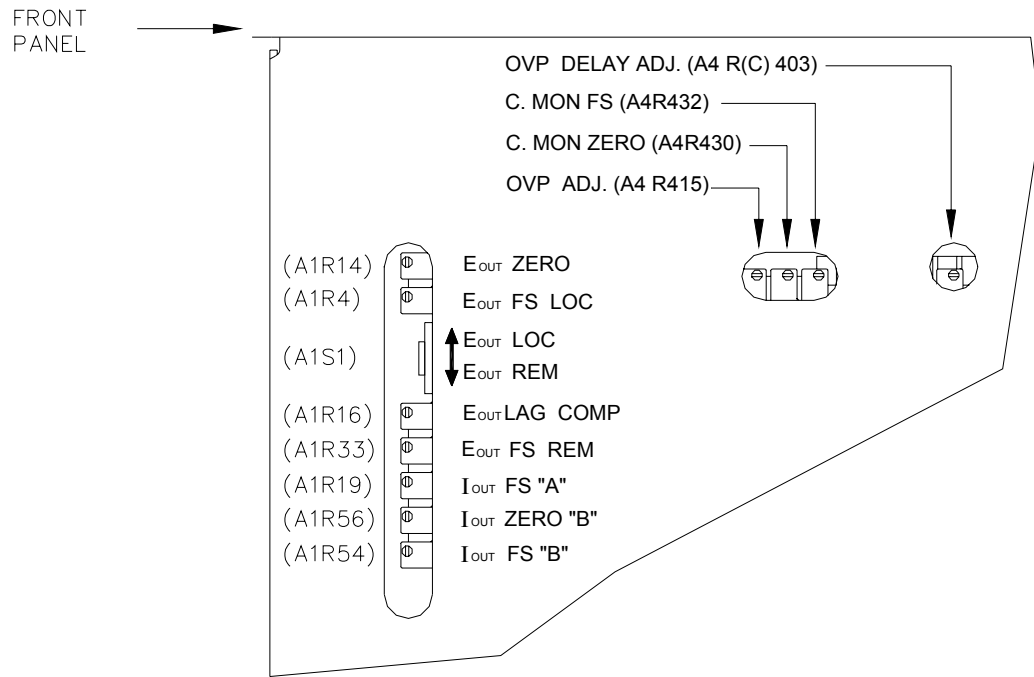 FRONT
PANEL
OVP DELAY ADJ. (A4 R(C) 403)
C. MON FS (A4R432)
C. MON ZERO (A4R430)
OVP ADJ. (A4 R415)
(A1R14) EOUT ZERO
(A1R4) EOUT FS LOC
(A1S1) EOUT LOC
EOUT REM
(A1R16) EOUT LAG COMP
(A1R33) EOUT FS REM
(A1R19) IOUT FS "A"
(A1R56) IOUT ZERO "B"
(A1R54) IOUT FS "B"